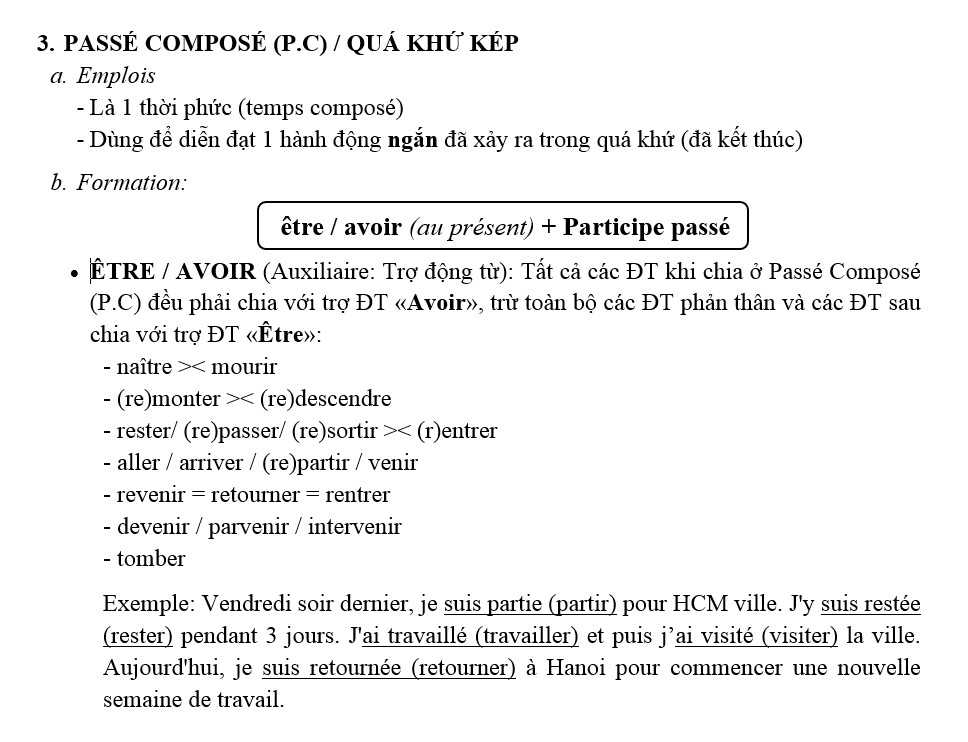 3. PASSÉ COMPOSÉ (P.C) / QUÁ KHỨ KÉP
a. Emplois
- Là 1 thời phức (temps composé)
- Dùng để diễn đạt 1 hành động ngắn đã xảy ra trong quá khứ (đã kết thúc)
b. Formation:
être / avoir (au présent) + Participe passé
• ÊTRE / AVOIR (Auxiliaire: Trợ động từ): Tất cả các ĐT khi chia ở Passé Composé
(P.C) đều phải chia với trợ ĐT «Avoir», trừ toàn bộ các ĐT phản thân và các ĐT sau
chia với trợ ĐT «Être»:
- naître >< mourir
- (re)monter >< (re)descendre
- rester/ (re)passer/ (re)sortir >< (r)entrer
- aller / arriver / (re)partir / venir
- revenir = retourner = rentrer
- devenir / parvenir / intervenir
- tomber
Exemple: Vendredi soir dernier, je suis partie (partir) pour HCM ville. J'y suis restée
(rester) pendant 3 jours. J'ai travaillé (travailler) et puis j’ai visité (visiter) la ville.
Aujourd'hui, je suis retournée (retourner) à Hanoi pour commencer une nouvelle
semaine de travail.